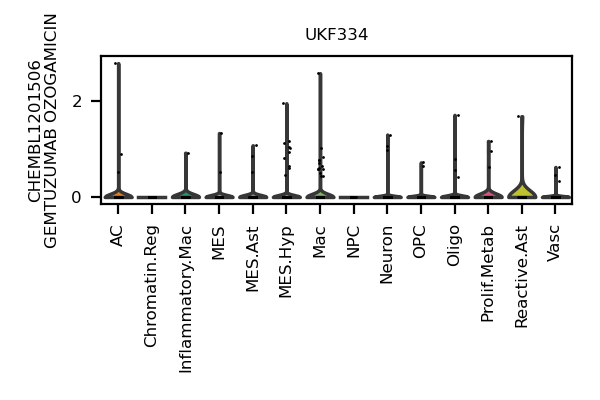 UKF334
CHEMBL1201506
GEMTUZUMAB OZOGAMICIN
2
0
AC
Chromatin.Reg
Inflammatory.Mac
MES
MES.Ast
MES.Hyp
Mac
NPC
Neuron
OPC
Oligo
Prolif.Metab
Reactive.Ast
Vasc